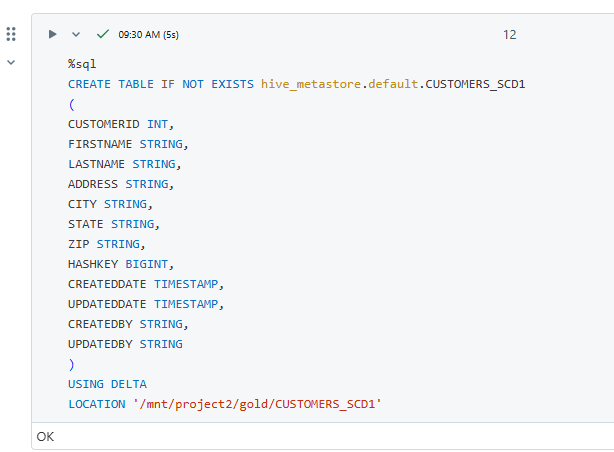 09:30 AM (5s)
12
%sql
CREATE TABLE IF NOT EXISTS hive_metastore.default.CUSTOMERS_SCD1
(
CUSTOMERID INT,
FIRSTNAME STRING,
LASTNAME STRING,
ADDRESS STRING,
CITY STRING,
STATE STRING,
ZIP STRING,
HASHKEY BIGINT,
CREATEDDATE TIMESTAMP,
UPDATEDDATE TIMESTAMP,
CREATEDBY STRING,
UPDATEDBY STRING
)
USING DELTA
LOCATION '/mnt/project2/gold/CUSTOMERS_SCD1'
OK